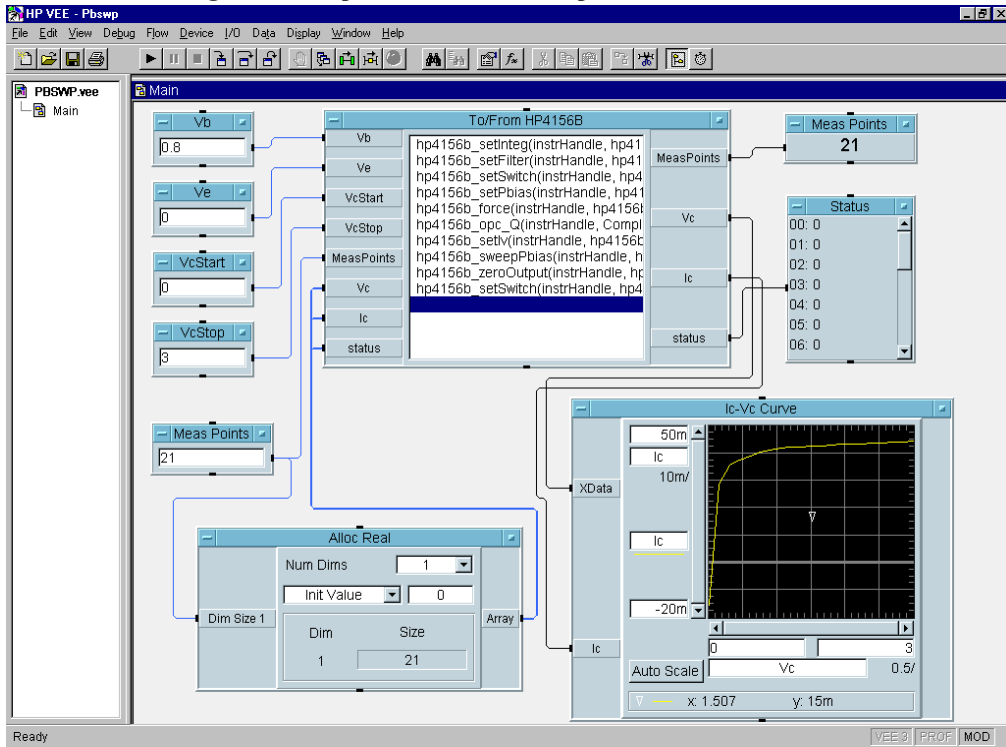 HP VEE - Pbswp
File Edit View Debug Flow Device I/O Data Display Window Help
PBSWP.vee
Main
Main
Vb
0.8
Ve
0
VcStart
0
VcStop
3
Meas Points
21
To/From HP4156B
Vb
Ve
VcStart
VcStop
MeasPoints
Vc
Ic
status
hp4156b_setInteg(instrHandle, hp41
hp4156b_setFilter(instrHandle, hp41
hp4156b_setSwitch(instrHandle, hp4
hp4156b_setPbias(instrHandle, hp41
hp4156b_force(instrHandle, hp4156b
hp4156b_opc_Q(instrHandle, Compl
hp4156b_setIv(instrHandle, hp4156b
hp4156b_sweepPbias(instrHandle, h
hp4156b_zeroOutput(instrHandle, hp
hp4156b_setSwitch(instrHandle, hp4
MeasPoints
Vc
Ic
status
Meas Points
21
Status
00: 0
01: 0
02: 0
03: 0
04: 0
05: 0
06: 0
Alloc Real
Num Dims 1
Init Value 0
Dim Size 1
Array
Dim Size
1 21
Ic-Vc Curve
XData
Ic
50m
Ic
10m/
Ic
-20m
0 3
Auto Scale Vc 0.5/
x: 1.507 y: 15m
Ready
VEE 3 PROF MOD